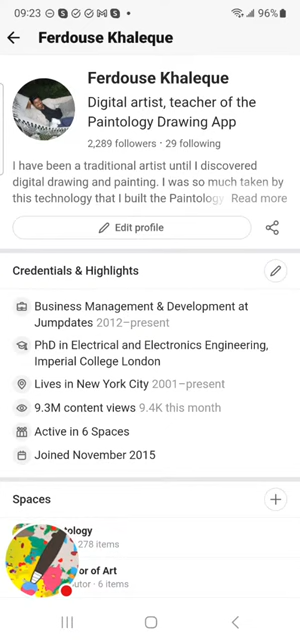 09:23
96%
Ferdouse Khaleque
Ferdouse Khaleque
Digital artist, teacher of the
Paintology Drawing App
2,289 followers · 29 following
I have been a traditional artist until I discovered
digital drawing and painting. I was so much taken by
this technology that I built the Paintology Read more
Edit profile
Credentials & Highlights
Business Management & Development at
Jumpdates 2012–present
PhD in Electrical and Electronics Engineering,
Imperial College London
Lives in New York City 2001–present
9.3M content views 9.4K this month
Active in 6 Spaces
Joined November 2015
Spaces
278 items
of Art
6 items